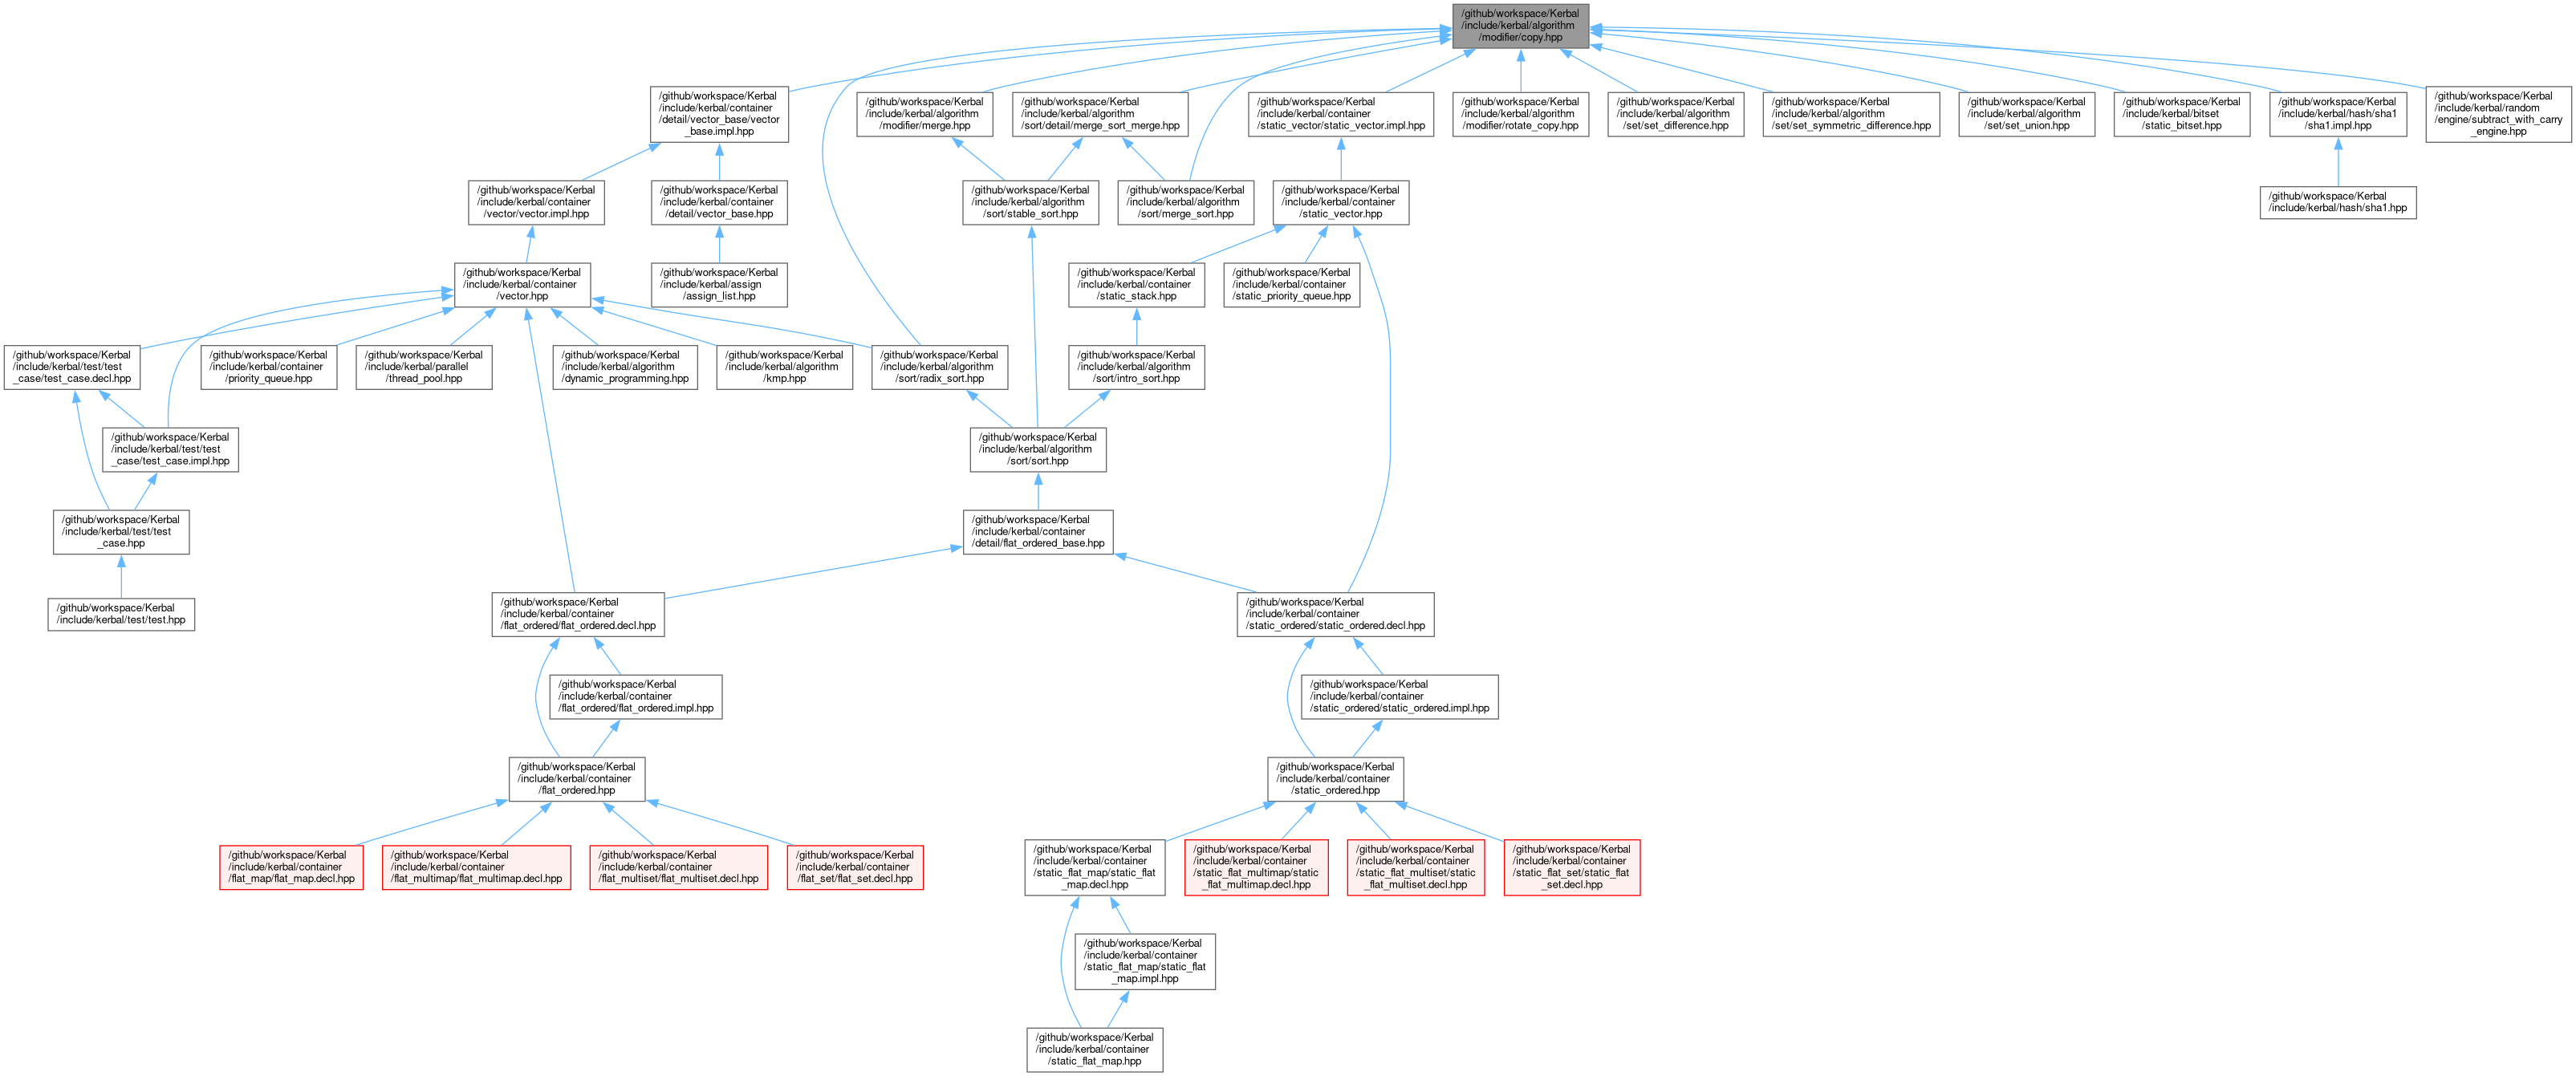 /github/workspace/Kerbal
/include/kerbal/algorithm
/modifier/copy.hpp
/github/workspace/Kerbal
/include/kerbal/container
/detail/vector_base/vector
_base.impl.hpp
/github/workspace/Kerbal
/include/kerbal/algorithm
/modifier/merge.hpp
/github/workspace/Kerbal
/include/kerbal/algorithm
/sort/detail/merge_sort_merge.hpp
/github/workspace/Kerbal
/include/kerbal/container
/static_vector/static_vector.impl.hpp
/github/workspace/Kerbal
/include/kerbal/algorithm
/modifier/rotate_copy.hpp
/github/workspace/Kerbal
/include/kerbal/algorithm
/set/set_difference.hpp
/github/workspace/Kerbal
/include/kerbal/algorithm
/set/set_symmetric_difference.hpp
/github/workspace/Kerbal
/include/kerbal/algorithm
/set/set_union.hpp
/github/workspace/Kerbal
/include/kerbal/bitset
/static_bitset.hpp
/github/workspace/Kerbal
/include/kerbal/hash/sha1
/sha1.impl.hpp
/github/workspace/Kerbal
/include/kerbal/random
/engine/subtract_with_carry
_engine.hpp
/github/workspace/Kerbal
/include/kerbal/container
/vector/vector.impl.hpp
/github/workspace/Kerbal
/include/kerbal/container
/detail/vector_base.hpp
/github/workspace/Kerbal
/include/kerbal/algorithm
/sort/stable_sort.hpp
/github/workspace/Kerbal
/include/kerbal/algorithm
/sort/merge_sort.hpp
/github/workspace/Kerbal
/include/kerbal/container
/static_vector.hpp
/github/workspace/Kerbal
/include/kerbal/hash/sha1.hpp
/github/workspace/Kerbal
/include/kerbal/container
/vector.hpp
/github/workspace/Kerbal
/include/kerbal/assign
/assign_list.hpp
/github/workspace/Kerbal
/include/kerbal/container
/static_stack.hpp
/github/workspace/Kerbal
/include/kerbal/container
/static_priority_queue.hpp
/github/workspace/Kerbal
/include/kerbal/test/test
_case/test_case.decl.hpp
/github/workspace/Kerbal
/include/kerbal/container
/priority_queue.hpp
/github/workspace/Kerbal
/include/kerbal/parallel
/thread_pool.hpp
/github/workspace/Kerbal
/include/kerbal/algorithm
/dynamic_programming.hpp
/github/workspace/Kerbal
/include/kerbal/algorithm
/kmp.hpp
/github/workspace/Kerbal
/include/kerbal/algorithm
/sort/radix_sort.hpp
/github/workspace/Kerbal
/include/kerbal/algorithm
/sort/intro_sort.hpp
/github/workspace/Kerbal
/include/kerbal/test/test
_case/test_case.impl.hpp
/github/workspace/Kerbal
/include/kerbal/algorithm
/sort/sort.hpp
/github/workspace/Kerbal
/include/kerbal/test/test
_case.hpp
/github/workspace/Kerbal
/include/kerbal/container
/detail/flat_ordered_base.hpp
/github/workspace/Kerbal
/include/kerbal/test/test.hpp
/github/workspace/Kerbal
/include/kerbal/container
/flat_ordered/flat_ordered.decl.hpp
/github/workspace/Kerbal
/include/kerbal/container
/static_ordered/static_ordered.decl.hpp
/github/workspace/Kerbal
/include/kerbal/container
/flat_ordered/flat_ordered.impl.hpp
/github/workspace/Kerbal
/include/kerbal/container
/static_ordered/static_ordered.impl.hpp
/github/workspace/Kerbal
/include/kerbal/container
/flat_ordered.hpp
/github/workspace/Kerbal
/include/kerbal/container
/static_ordered.hpp
/github/workspace/Kerbal
/include/kerbal/container
/flat_map/flat_map.decl.hpp
/github/workspace/Kerbal
/include/kerbal/container
/flat_multimap/flat_multimap.decl.hpp
/github/workspace/Kerbal
/include/kerbal/container
/flat_multiset/flat_multiset.decl.hpp
/github/workspace/Kerbal
/include/kerbal/container
/flat_set/flat_set.decl.hpp
/github/workspace/Kerbal
/include/kerbal/container
/static_flat_map/static_flat
_map.decl.hpp
/github/workspace/Kerbal
/include/kerbal/container
/static_flat_multimap/static
_flat_multimap.decl.hpp
/github/workspace/Kerbal
/include/kerbal/container
/static_flat_multiset/static
_flat_multiset.decl.hpp
/github/workspace/Kerbal
/include/kerbal/container
/static_flat_set/static_flat
_set.decl.hpp
/github/workspace/Kerbal
/include/kerbal/container
/static_flat_map/static_flat
_map.impl.hpp
/github/workspace/Kerbal
/include/kerbal/container
/static_flat_map.hpp